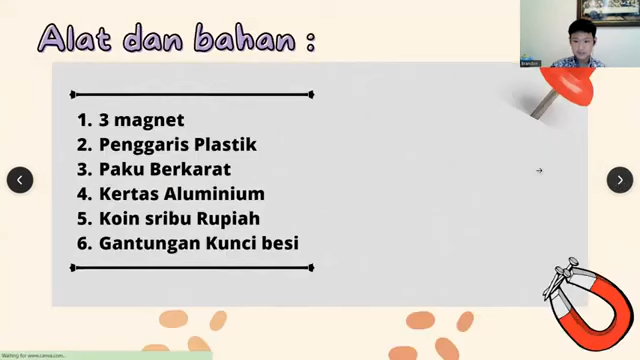 Alat dan bahan :
1. 3 magnet
2. Penggaris Plastik
3. Paku Berkarat
4. Kertas Aluminium
5. Koin sribu Rupiah
6. Gantungan Kunci besi
Waiting for www.canva.com...